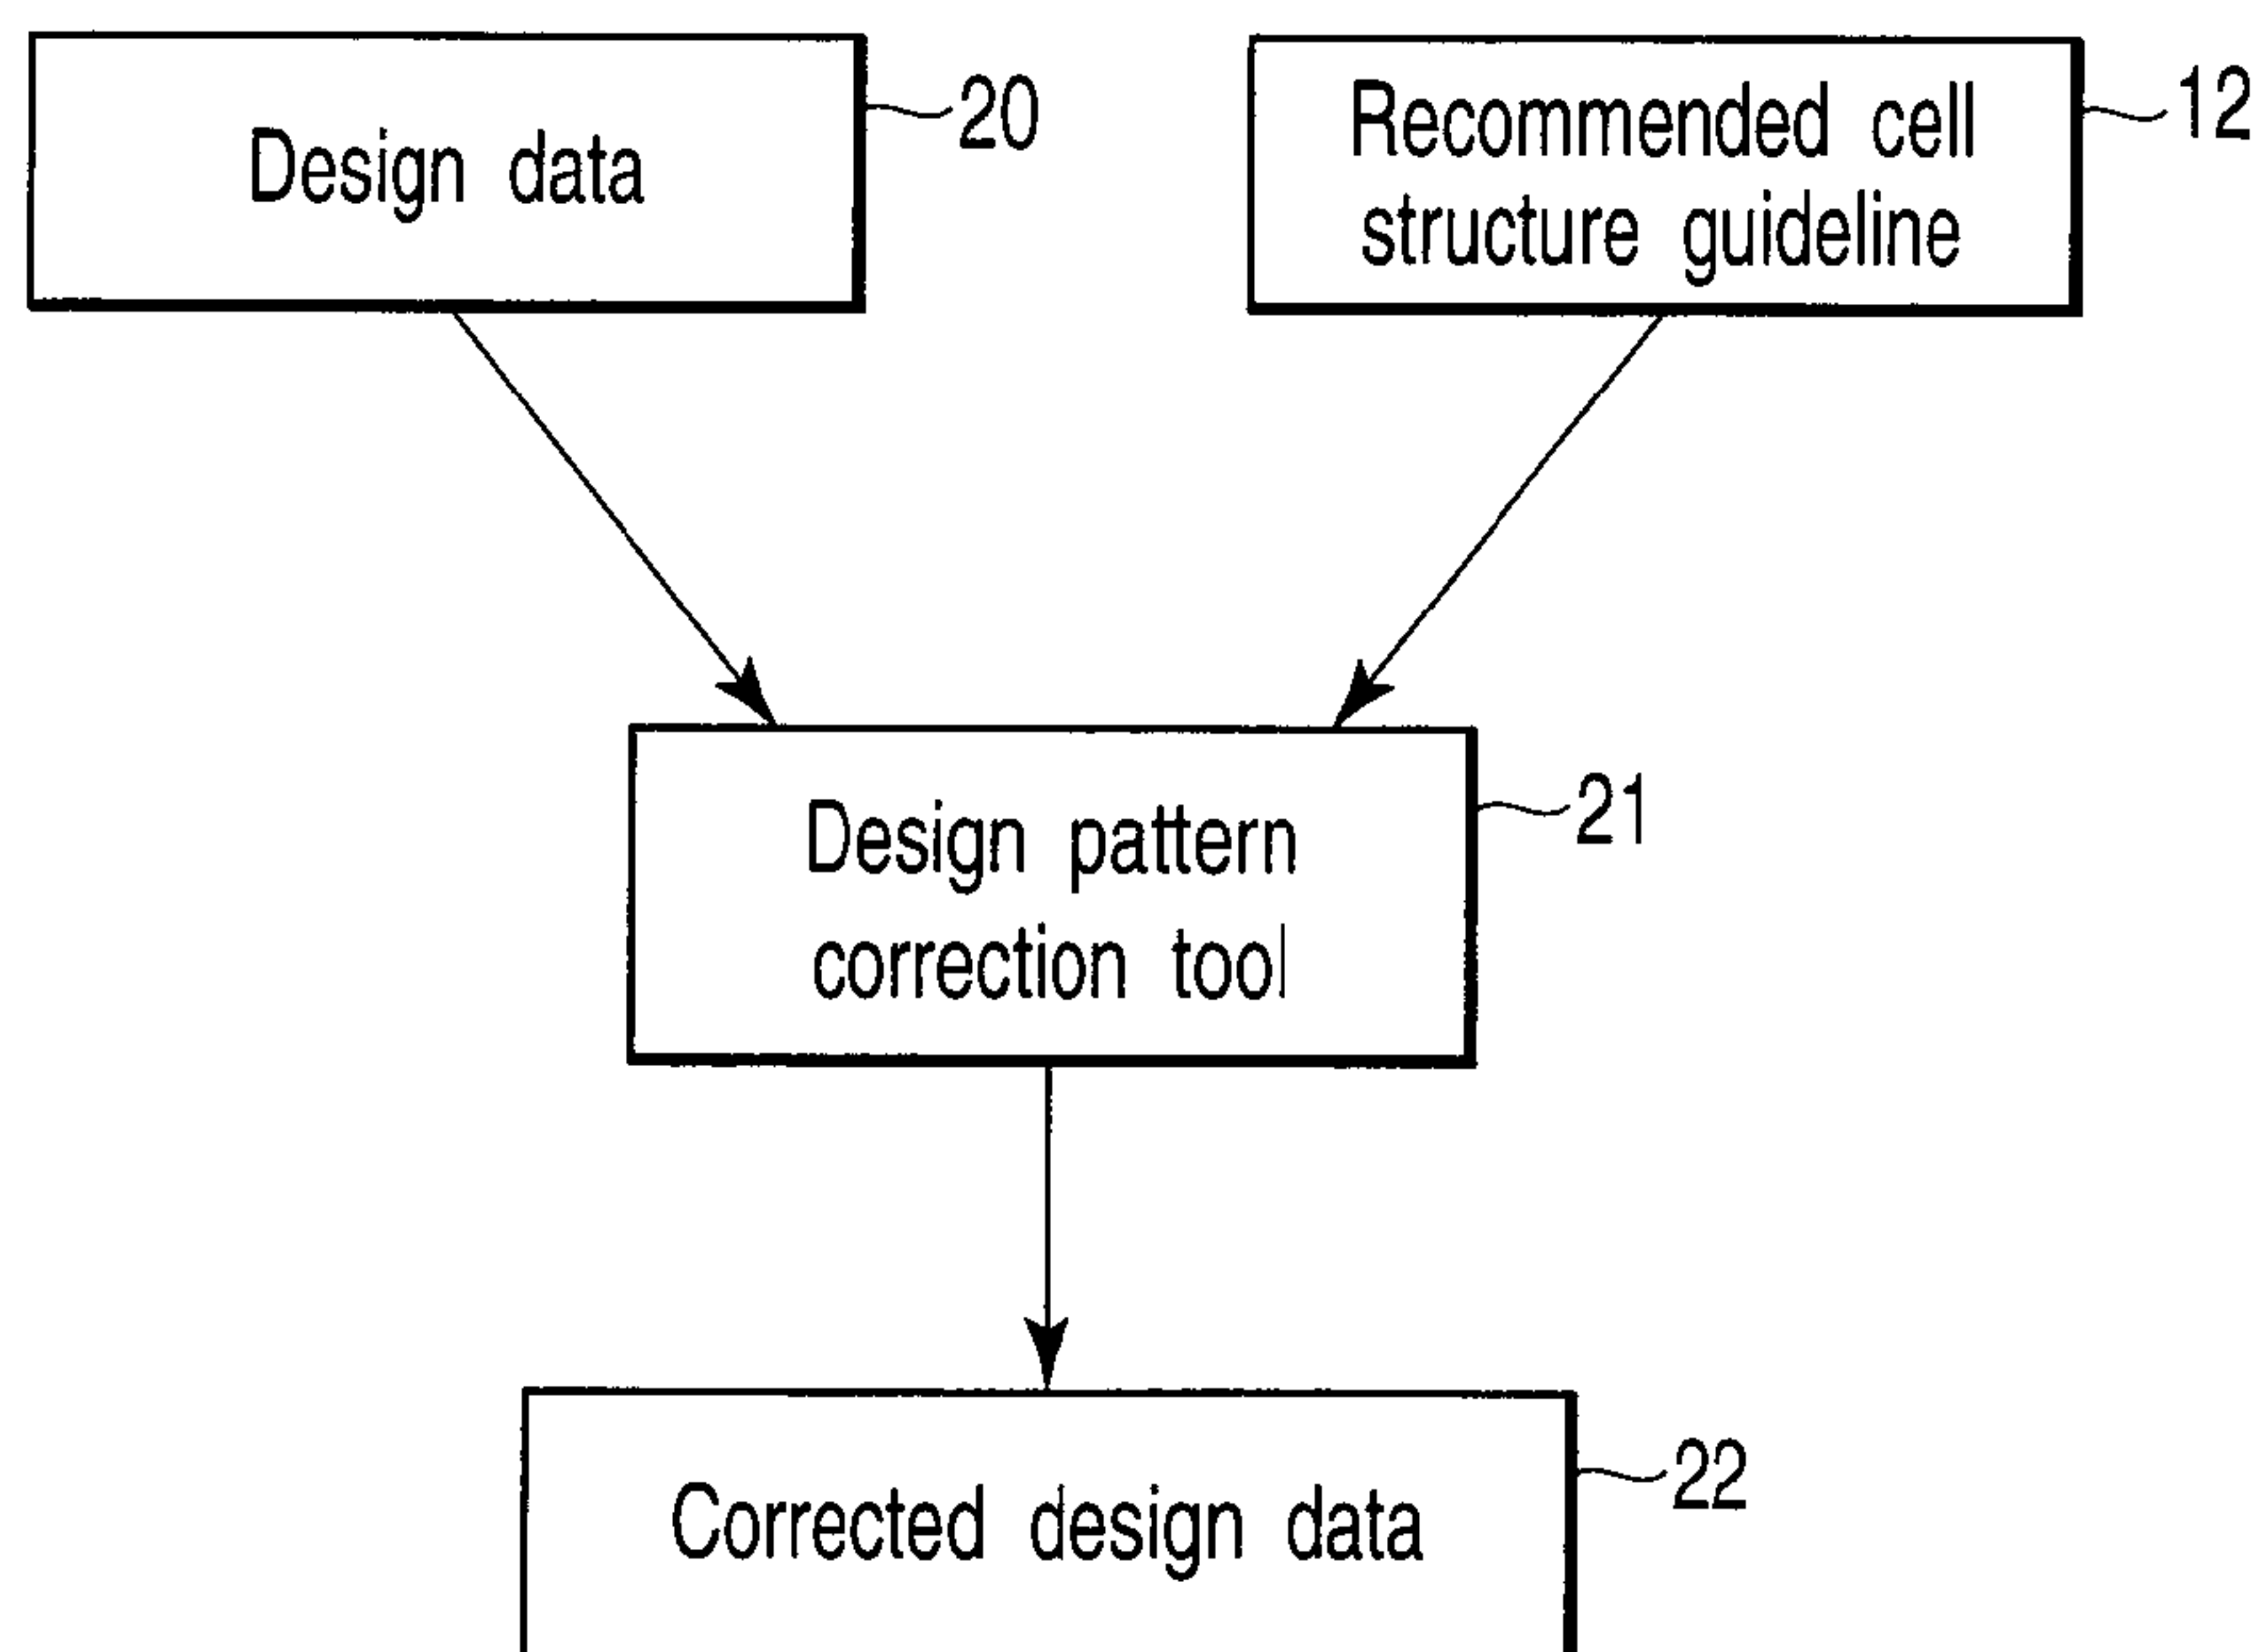 Design data
20
Recommended cell
structure guideline
12
Design pattern
correction tool
21
Corrected design data
22